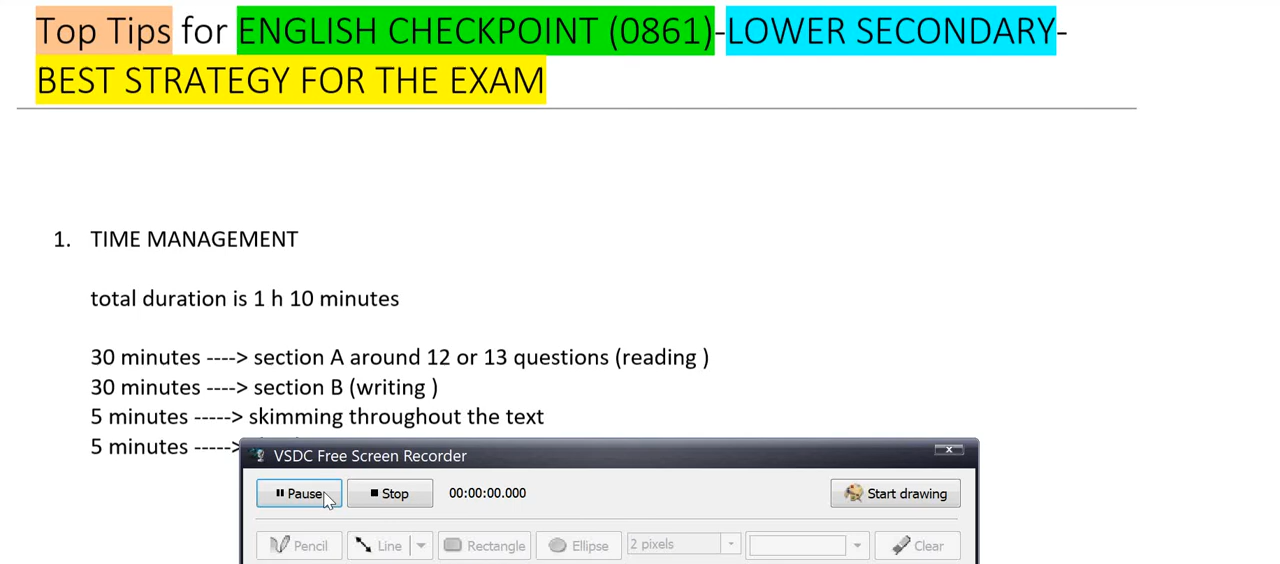 Top Tips for ENGLISH CHECKPOINT (0861)-LOWER SECONDARY-
BEST STRATEGY FOR THE EXAM
1. TIME MANAGEMENT
total duration is 1 h 10 minutes
30 minutes ----> section A around 12 or 13 questions (reading )
30 minutes ----> section B (writing )
5 minutes -----> skimming throughout the text
5 minutes ----->
VSDC Free Screen Recorder
Pause Stop 00:00:00.000 Start drawing
Pencil Line Rectangle Ellipse 2 pixels Clear